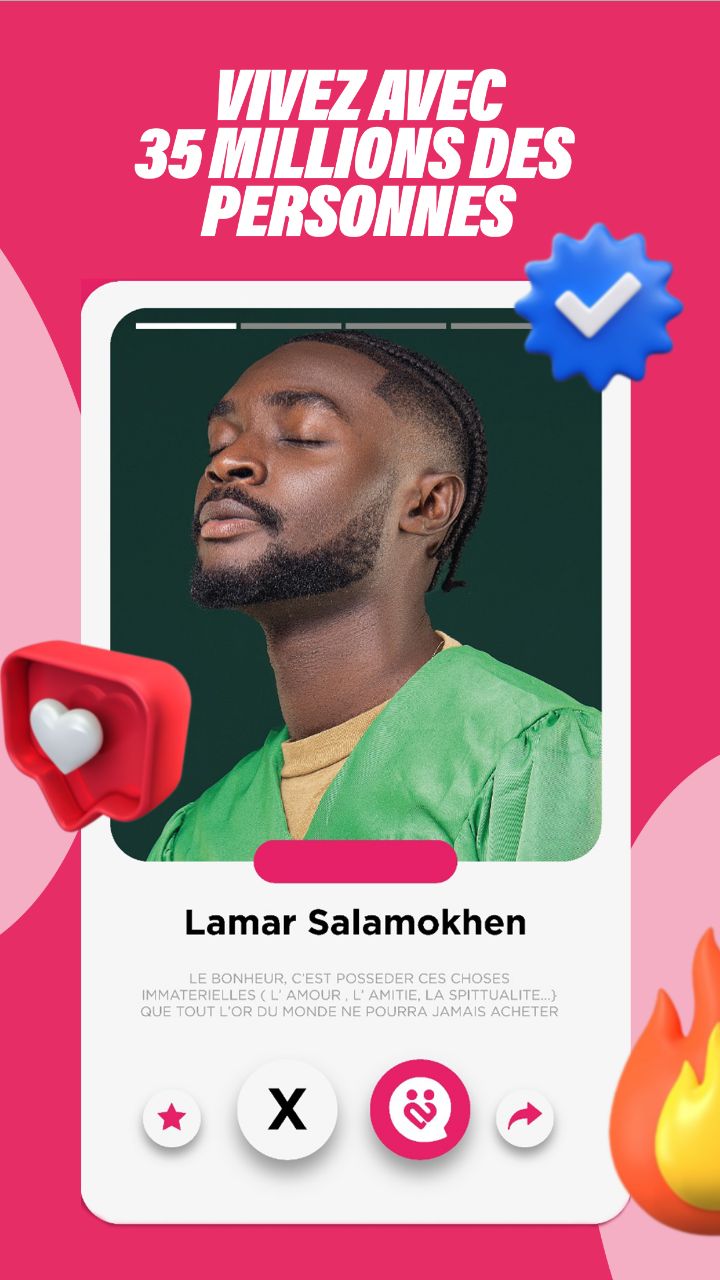 VIVEZ AVEC
35 MILLIONS DES
PERSONNES
Lamar Salamokhen
LE BONHEUR, C'EST POSSEDER CES CHOSES
IMMATERIELLES ( L' AMOUR , L' AMITIE, LA SPITTUALITE...}
QUE TOUT L'OR DU MONDE NE POURRA JAMAIS ACHETER
X